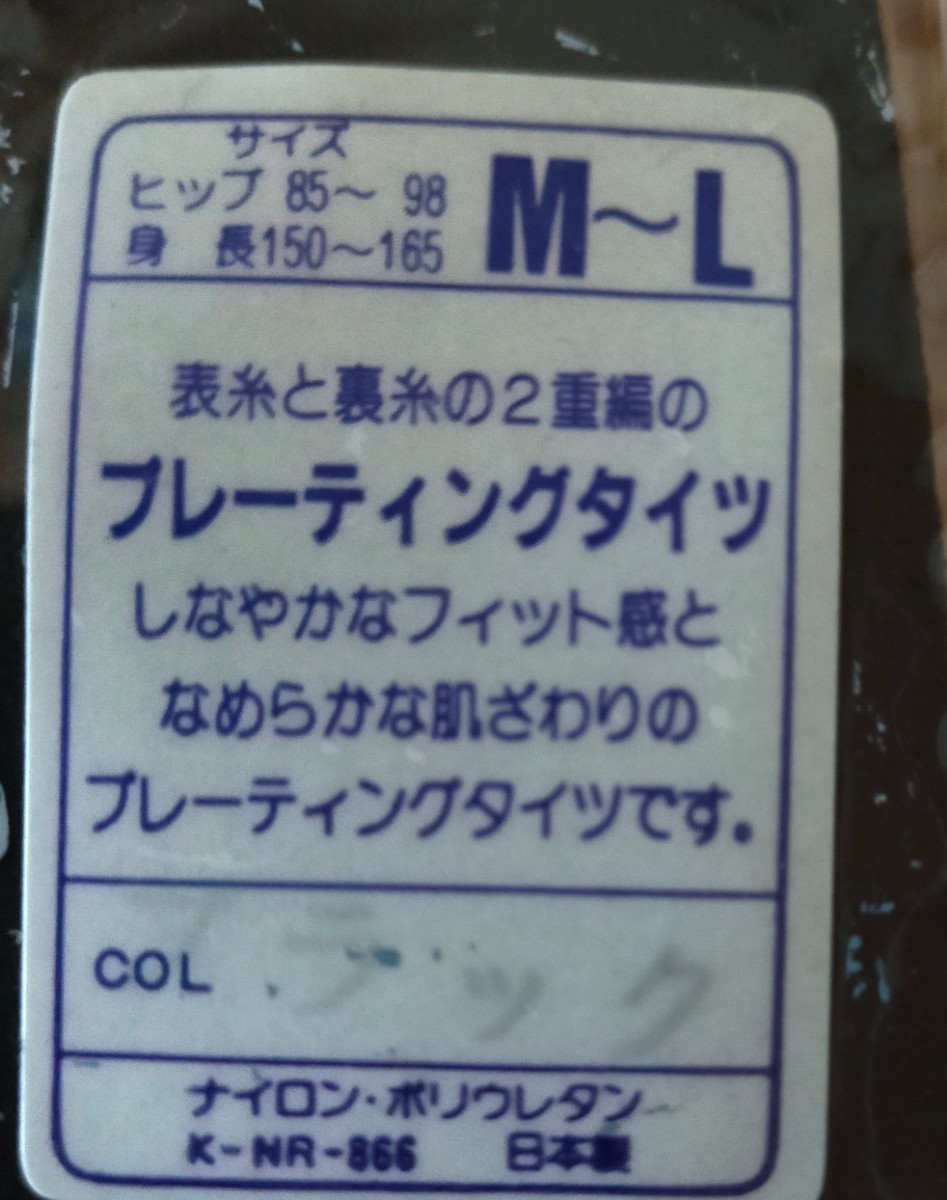 サイズ
ヒップ 85～98 M～L
身 長150～165
表糸と裏糸の2重編の
プレーティングタイツ
しなやかなフィット感と
なめらかな肌ざわりの
プレーティングタイツです。
COL ブラック
ナイロン・ポリウレタン
K-NR-866 日本製